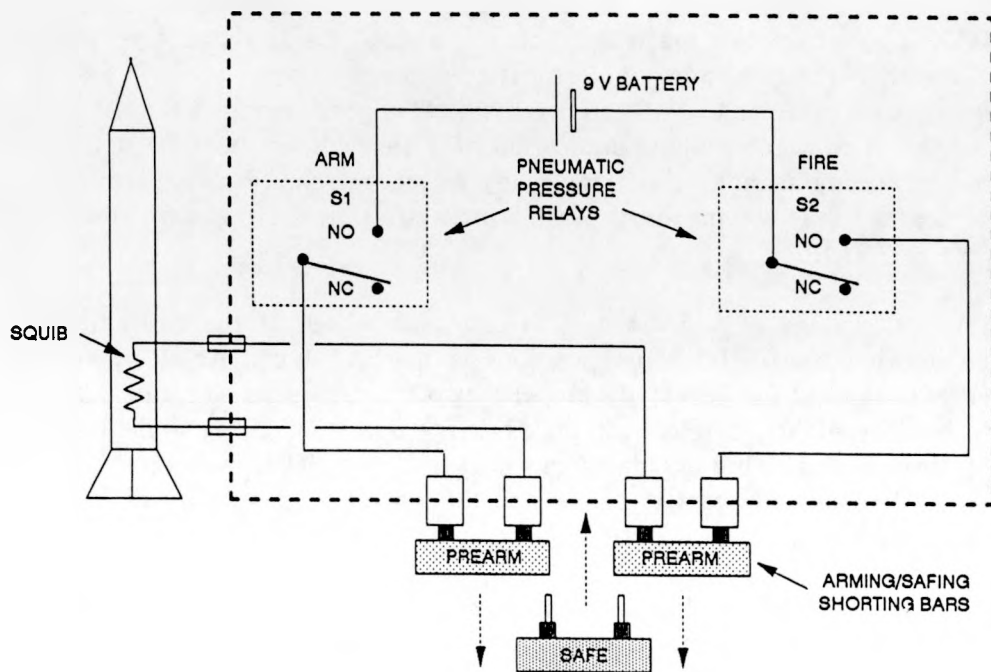 9 V BATTERY
ARM
S1
NO
NC
PNEUMATIC
PRESSURE
RELAYS
FIRE
S2
NO
NC
SQUIB
PREARM
PREARM
SAFE
ARMING/SAFING
SHORTING BARS